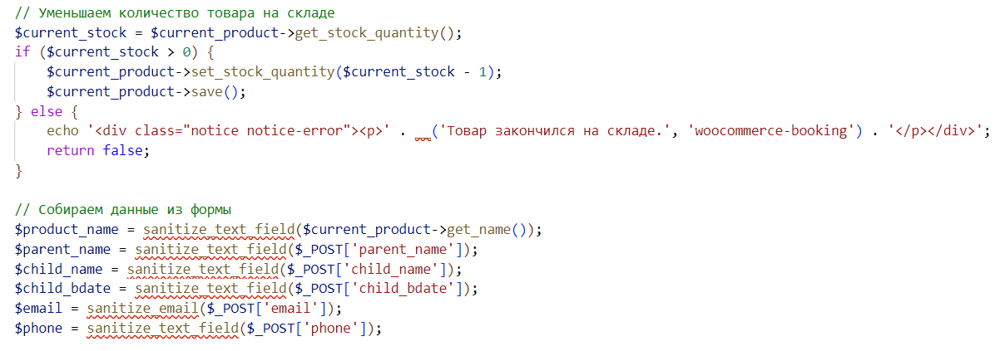 // Уменьшаем количество товара на складе
$current_stock = $current_product->get_stock_quantity();
if ($current_stock > 0) {
    $current_product->set_stock_quantity($current_stock - 1);
    $current_product->save();
} else {
    echo '<div class="notice notice-error"><p>' . __('Товар закончился на складе.', 'woocommerce-booking') . '</p></div>';
    return false;
}

// Собираем данные из формы
$product_name = sanitize_text_field($current_product->get_name());
$parent_name = sanitize_text_field($_POST['parent_name']);
$child_name = sanitize_text_field($_POST['child_name']);
$child_bdate = sanitize_text_field($_POST['child_bdate']);
$email = sanitize_email($_POST['email']);
$phone = sanitize_text_field($_POST['phone']);